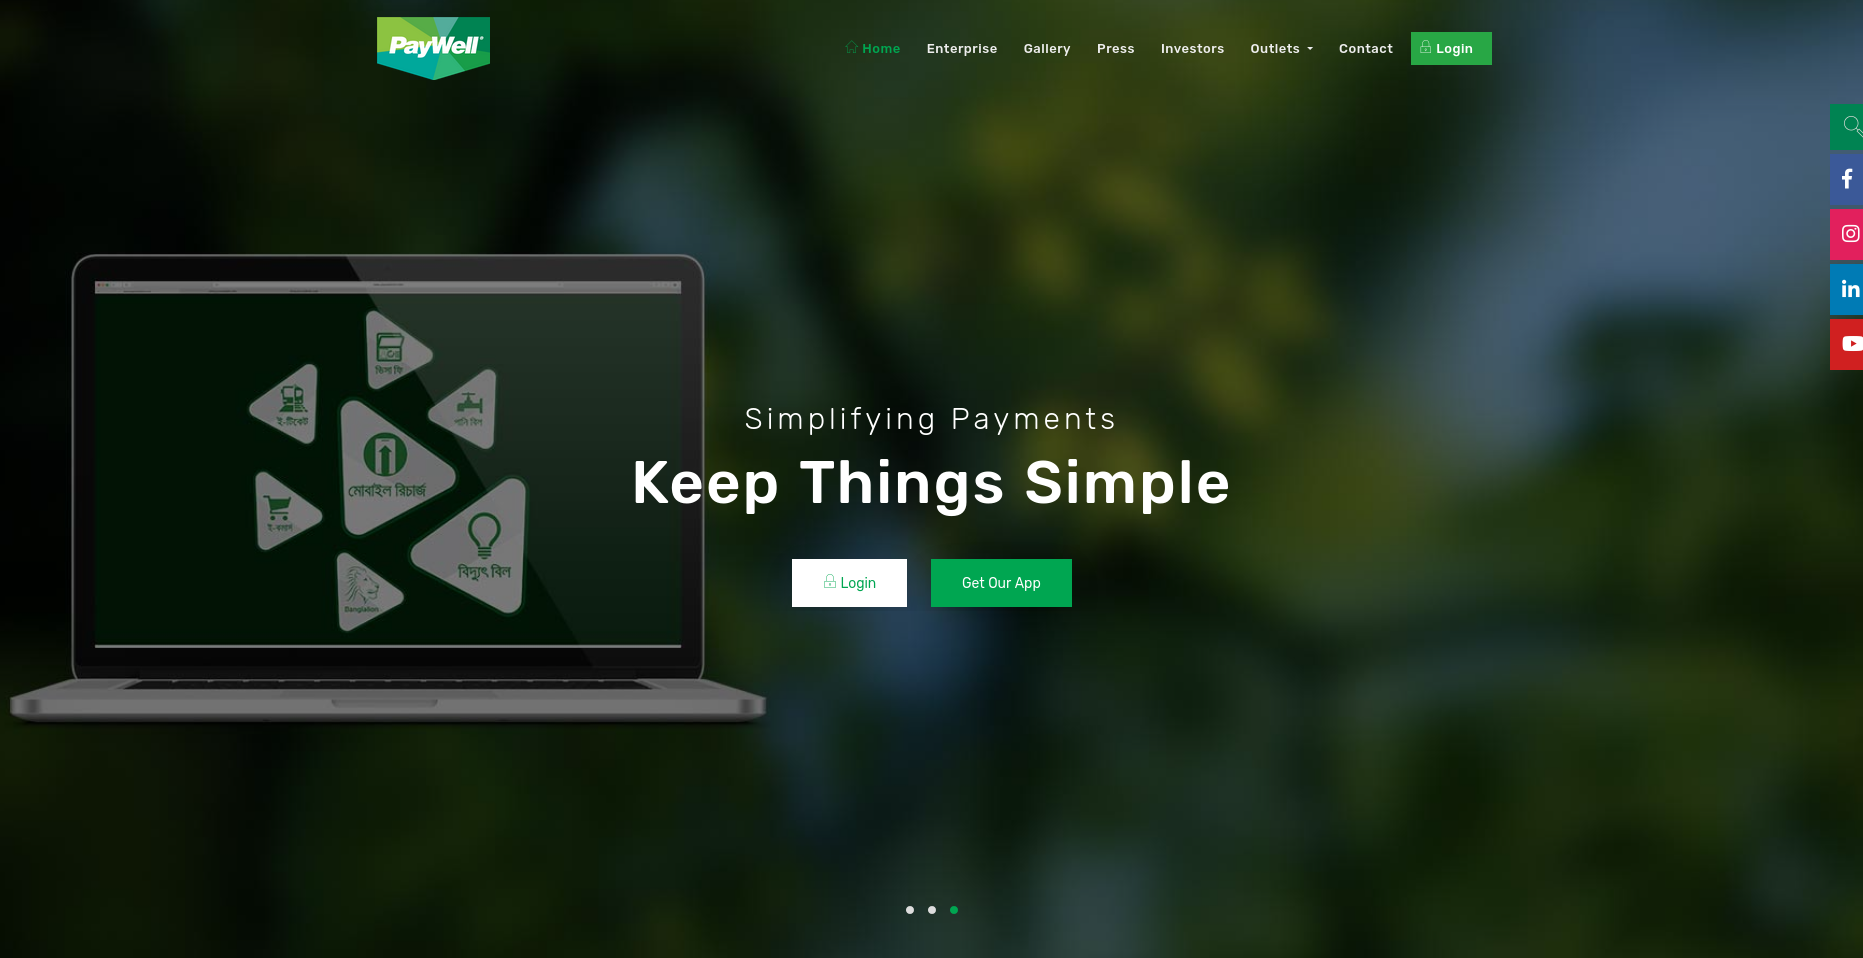 PayWell
Home Enterprise Gallery Press Investors Outlets Contact Login
ভিসা ফি
ই-টিকেট
পানি বিল
মোবাইল রিচার্জ
ই-কমার্স
বিদ্যুৎ বিল
Banglalion
Simplifying Payments
Keep Things Simple
Login Get Our App